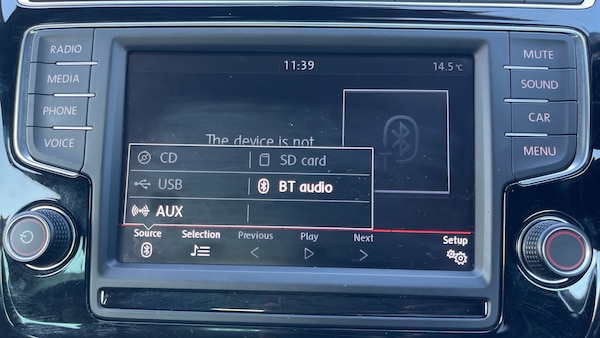 RADIO
MEDIA
PHONE
VOICE
11:39
14.5°C
The device is not
CD
SD card
USB
BT audio
AUX
Source
Selection
Previous
Play
Next
Setup
MUTE
SOUND
CAR
MENU